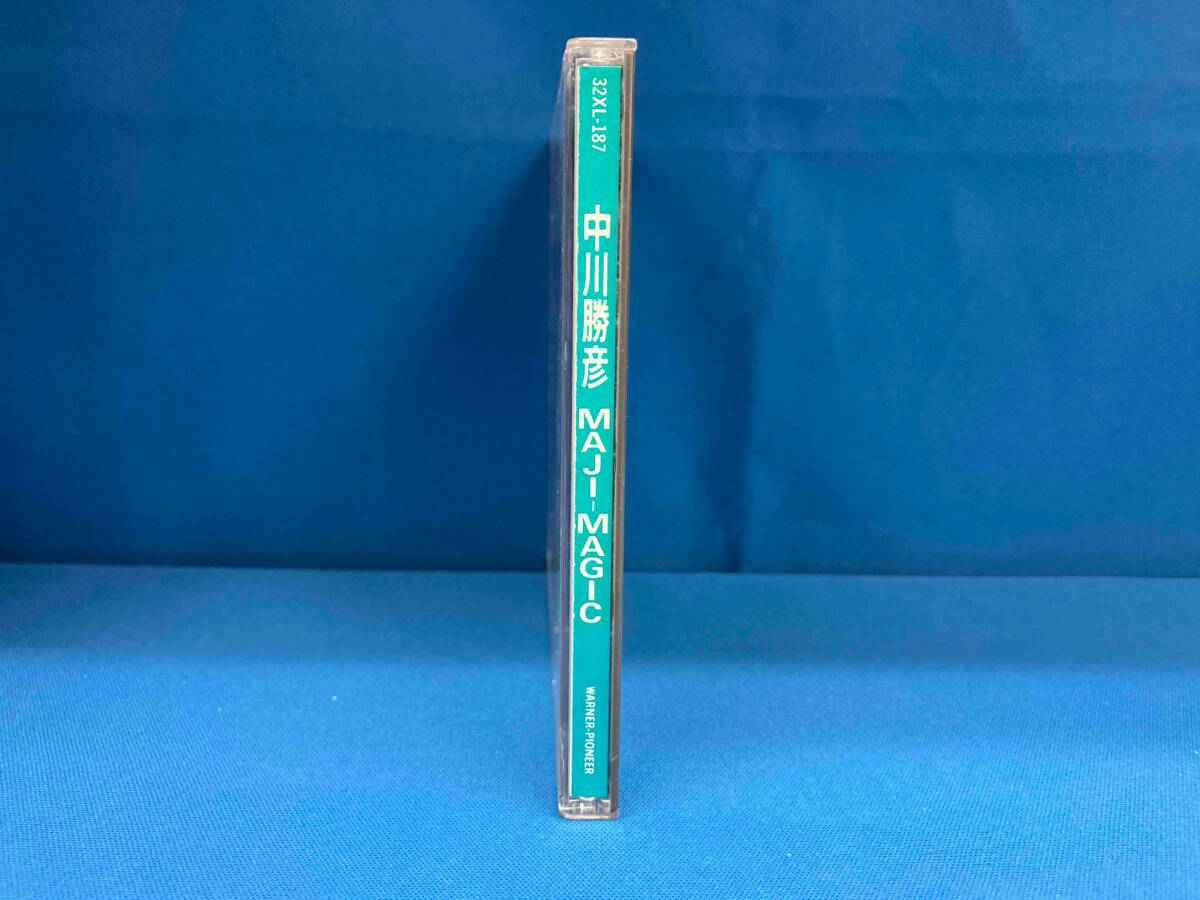 32XL-187
中川勝彦 MAJI-MAGIC
WARNER-PIONEER